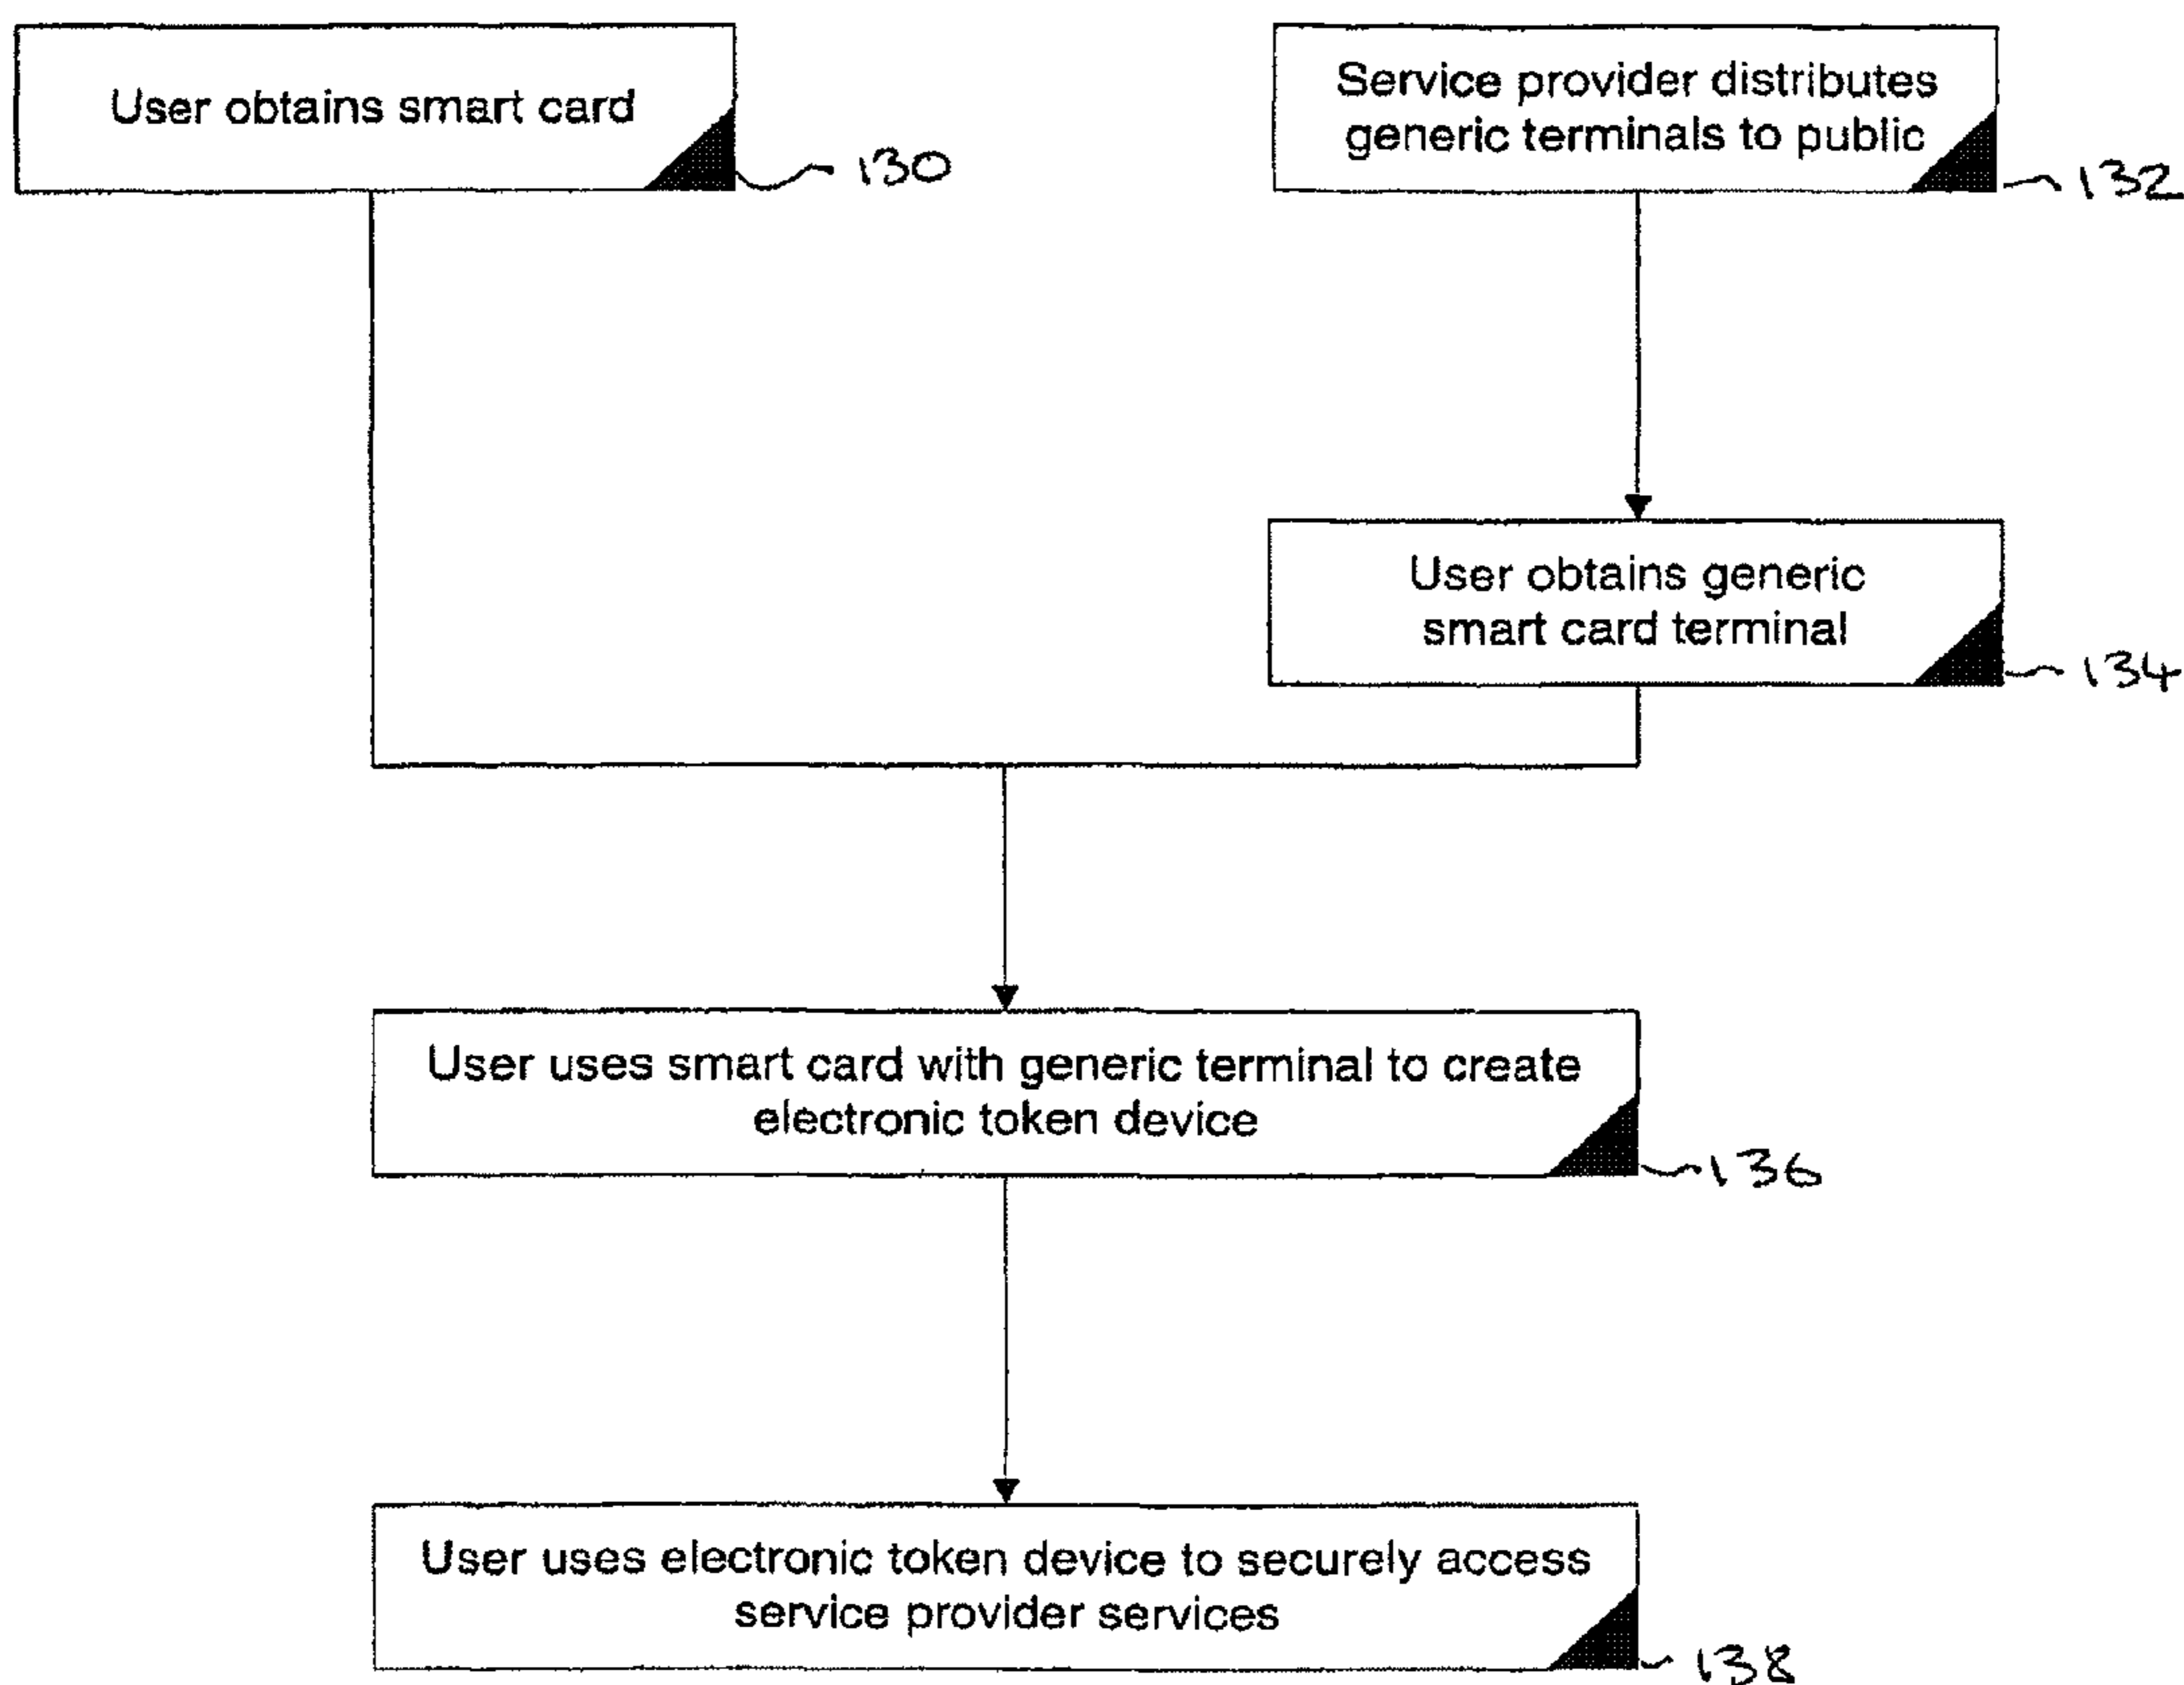 User obtains smart card
130
Service provider distributes
generic terminals to public
132
User obtains generic
smart card terminal
134
User uses smart card with generic terminal to create
electronic token device
136
User uses electronic token device to securely access
service provider services
138